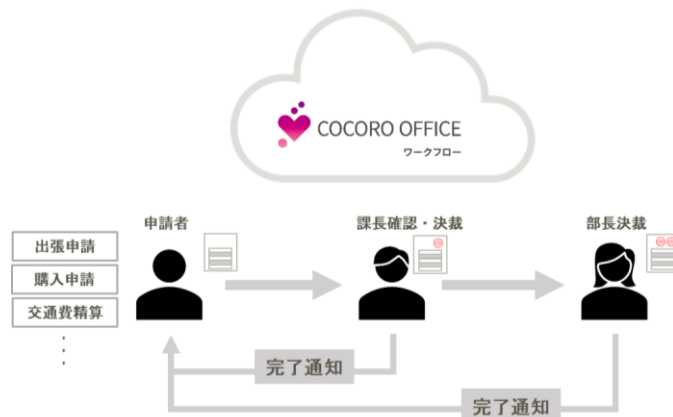 COCORO OFFICE
ワークフロー
申請者
課長確認・決裁
部長決裁
出張申請
購入申請
交通費精算
完了通知
完了通知